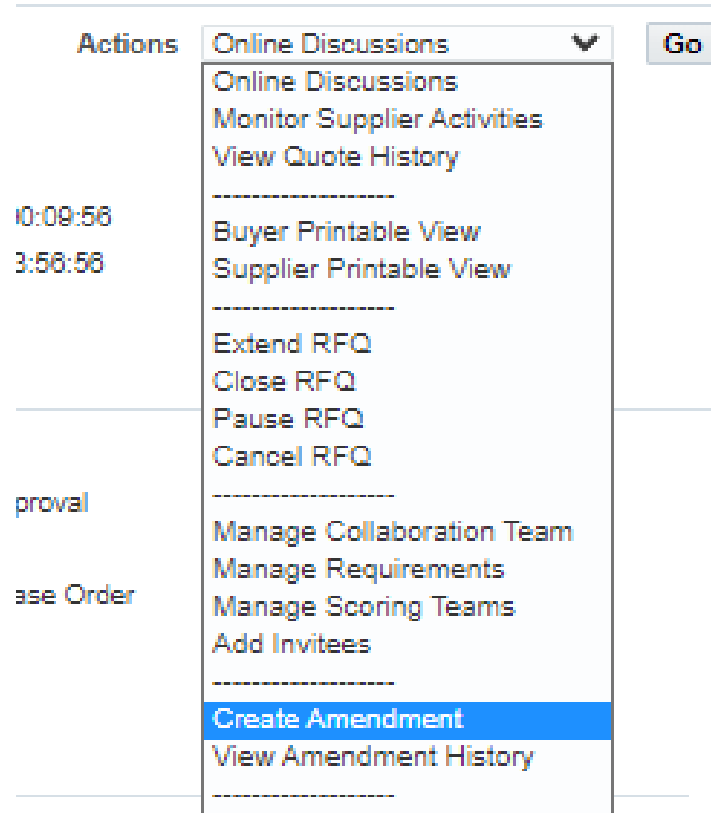 Actions Online Discussions Go
Online Discussions
Monitor Supplier Activities
View Quote History
--------------------
0:09:56
Buyer Printable View
3:56:56
Supplier Printable View
--------------------
Extend RFQ
Close RFQ
Pause RFQ
Cancel RFQ
--------------------
proval
Manage Collaboration Team
Manage Requirements
ase Order
Manage Scoring Teams
Add Invitees
--------------------
Create Amendment
View Amendment History
--------------------